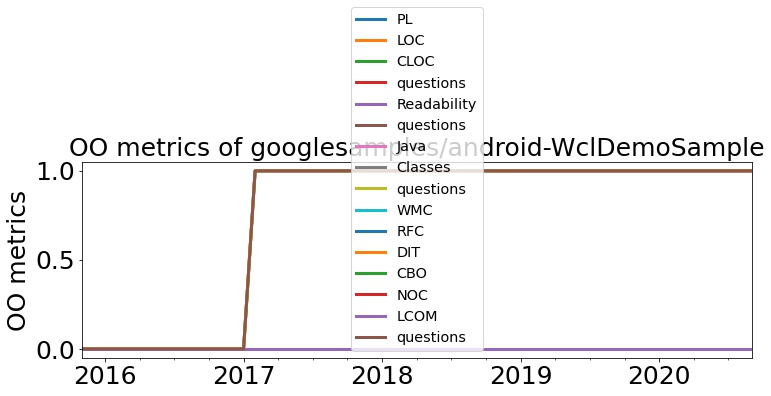 PL
LOC
CLOC
questions
Readability
questions
OO metrics of googlesamples/android-WclDemoSample
Java
Classes
questions
WMC
RFC
DIT
CBO
NOC
LCOM
questions
OO metrics
1.0
0.5
0.0
2016 2017 2018 2019 2020